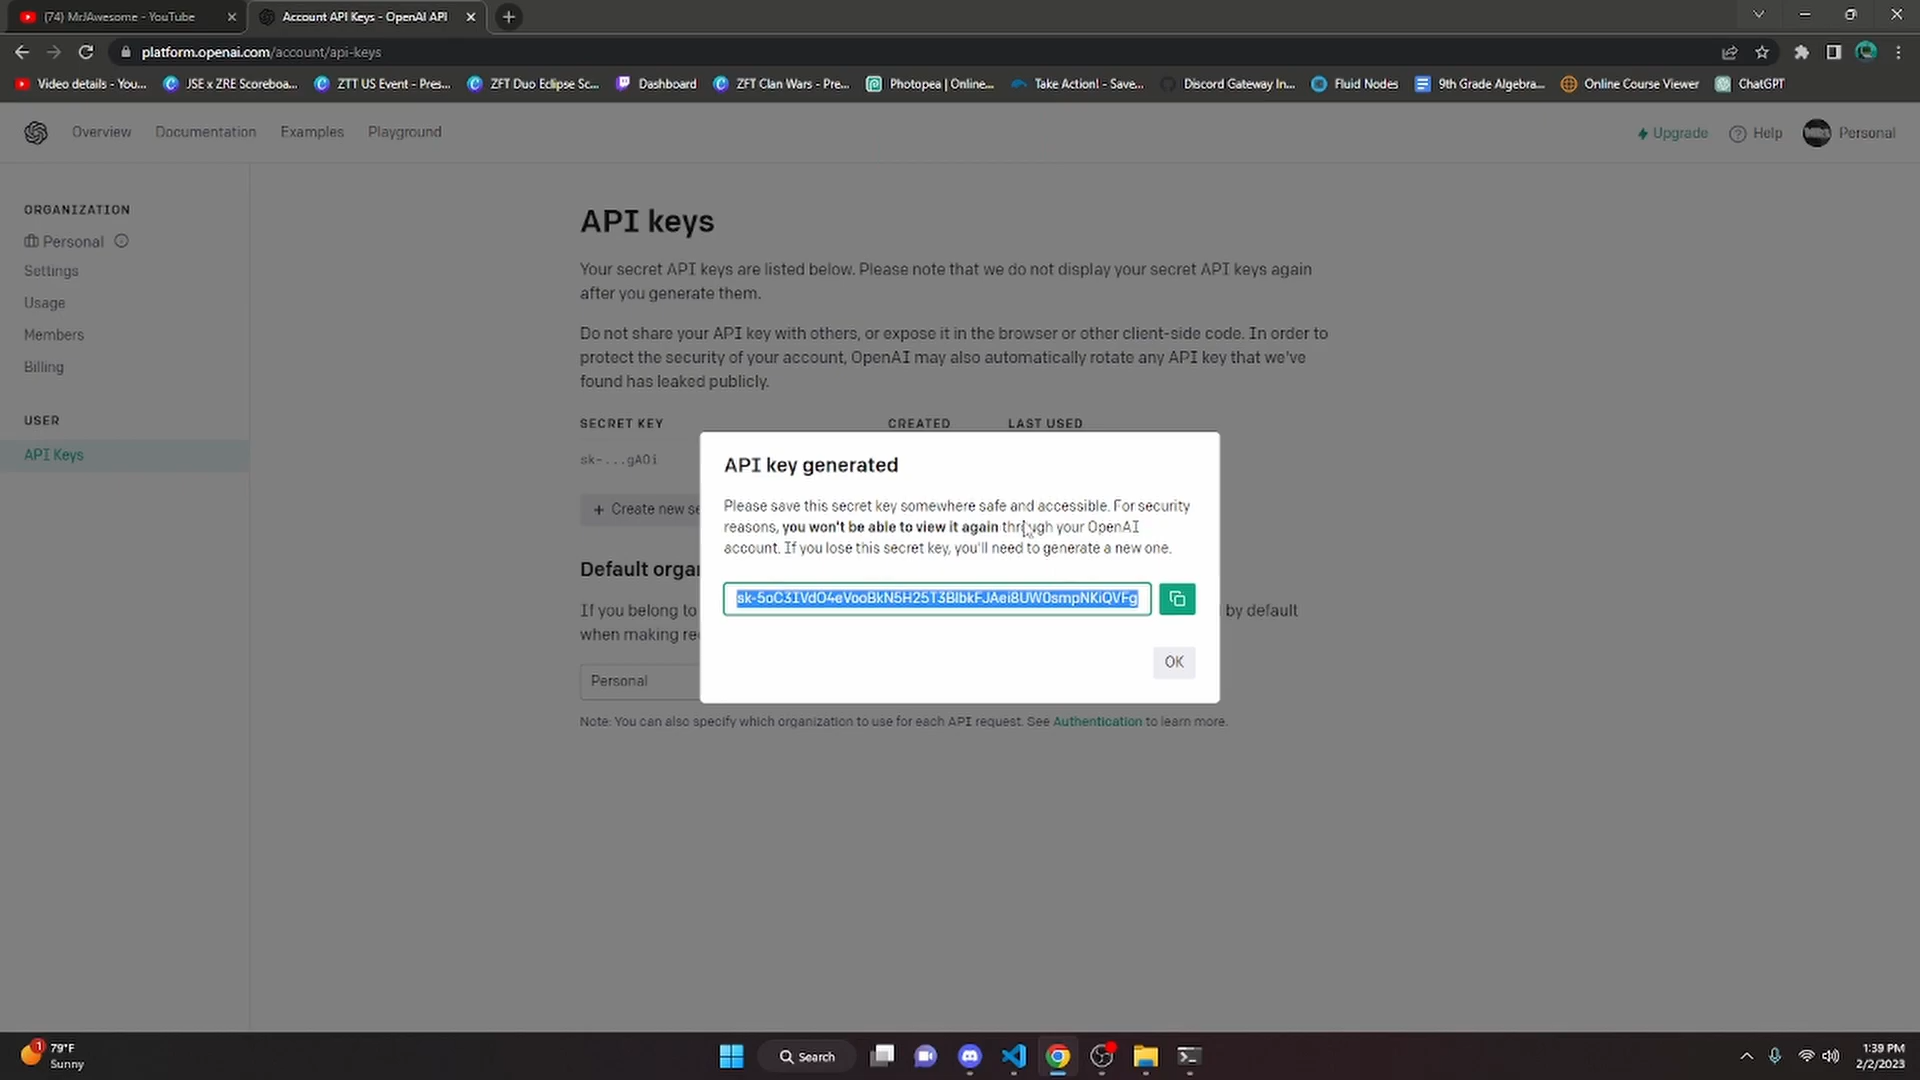 (74) MrJAwesome - YouTube
Account API Keys - OpenAI API
platform.openai.com/account/api-keys
Video details - You...
JSE x ZRE Scoreboa...
ZTT US Event - Pres...
ZFT Duo Eclipse Sc...
Dashboard
ZFT Clan Wars - Pre...
Photopea | Online...
Take Action! - Save...
Discord Gateway In...
Fluid Nodes
9th Grade Algebra...
Online Course Viewer
ChatGPT
Overview
Documentation
Examples
Playground
Upgrade
Help
Personal
ORGANIZATION
Personal
Settings
Usage
Members
Billing
USER
API Keys
API keys
Your secret API keys are listed below. Please note that we do not display your secret API keys again
after you generate them.
Do not share your API key with others, or expose it in the browser or other client-side code. In order to
protect the security of your account, OpenAI may also automatically rotate any API key that we've
found has leaked publicly.
SECRET KEY
CREATED
LAST USED
+ Create new se
Default orga
If you belong to
by default
when making re
Personal
Note: You can also specify which organization to use for each API request. See Authentication to learn more.
API key generated
Please save this secret key somewhere safe and accessible. For security
reasons, you won't be able to view it again through your OpenAI
account. If you lose this secret key, you'll need to generate a new one.
OK
1
79°F
Sunny
Search
1:39 PM
2/2/2023